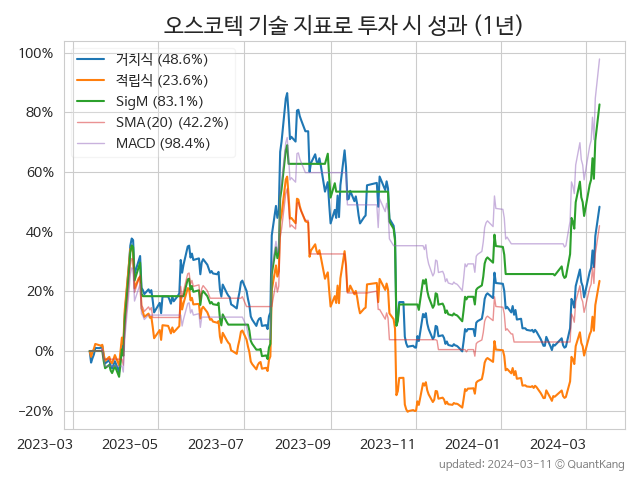 오스코텍 기술 지표로 투자 시 성과 (1년)
100%
80%
60%
40%
20%
0%
−20%
거치식 (48.6%)
적립식 (23.6%)
SigM (83.1%)
SMA(20) (42.2%)
MACD (98.4%)
2023-03
2023-05
2023-07
2023-09
2023-11
2024-01
2024-03
updated: 2024-03-11 © QuantKang